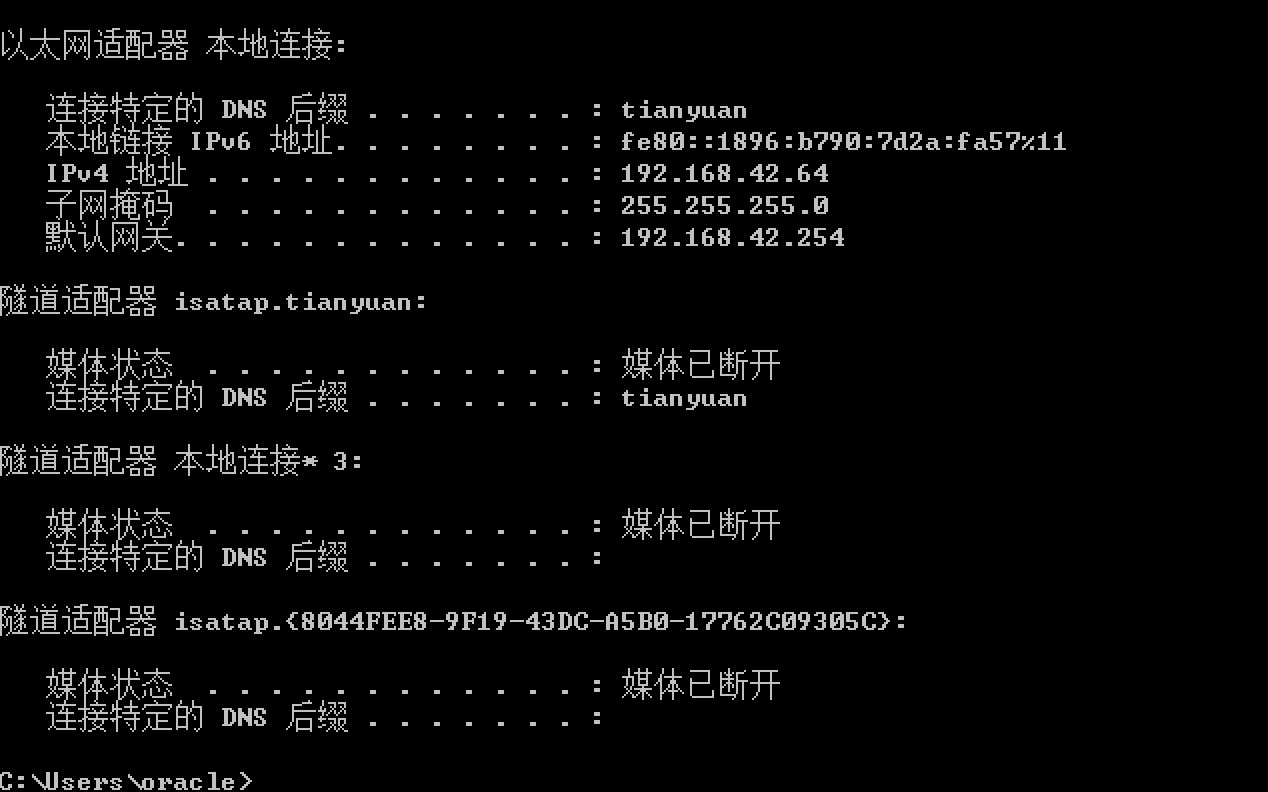 以太网适配器 本地连接:
连接特定的 DNS 后缀 . . . . . . . : tianyuan
本地链接 IPv6 地址. . . . . . . . : fe80::1896:b790:7d2a:fa57%11
IPv4 地址 . . . . . . . . . . . . : 192.168.42.64
子网掩码  . . . . . . . . . . . . : 255.255.255.0
默认网关. . . . . . . . . . . . . : 192.168.42.254
隧道适配器 isatap.tianyuan:
媒体状态  . . . . . . . . . . . . : 媒体已断开
连接特定的 DNS 后缀 . . . . . . . : tianyuan
隧道适配器 本地连接* 3:
媒体状态  . . . . . . . . . . . . : 媒体已断开
连接特定的 DNS 后缀 . . . . . . . :
隧道适配器 isatap.{8044FEE8-9F19-43DC-A5B0-17762C09305C}:
媒体状态  . . . . . . . . . . . . : 媒体已断开
连接特定的 DNS 后缀 . . . . . . . :
C:\Users\oracle>